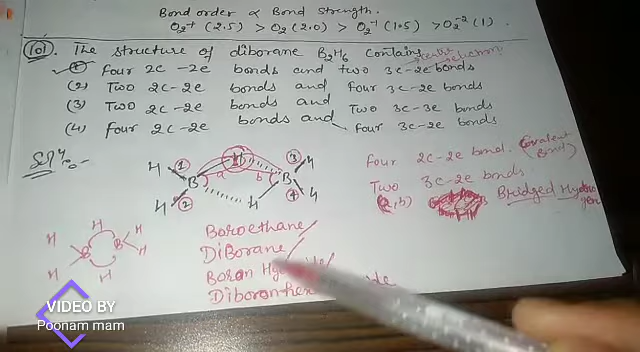 Bond order ∝ Bond strength.
O₂⁺ (2.5) > O₂ (2.0) > O₂⁻¹ (1.5) > O₂⁻² (1).
101. The structure of diborane B₂H₆ contains
four 2c-2e bonds and two 3c-2e bonds
(2) Two 2c-2e bonds and four 3c-2e bonds
(3) Two 2c-2e bonds and Two 3c-3e bonds
(4) four 2c-2e bonds and four 3c-2e bonds
Solⁿ:-
H 1 H 3 H
B a b B
H 2 H 4 H
four 2c-2e bond. (Covalent Bond)
Two 3c-2e bonds
(a, b) Bridged Hydrogen
H H
H B B H
H H
Boroethane
DiBorane
Boron
VIDEO BY
Poonam mam